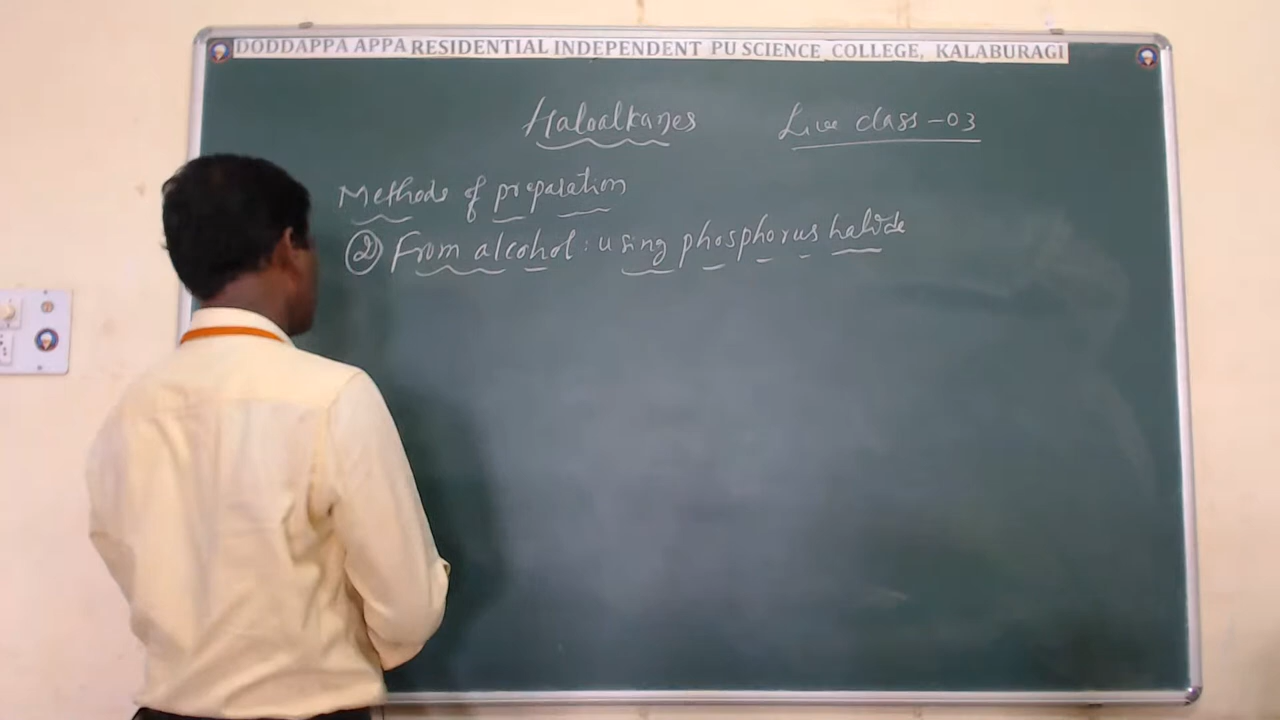 DODDAPPA APPA RESIDENTIAL INDEPENDENT PU SCIENCE COLLEGE, KALABURAGI
Haloalkanes Live class -03
Methods of preparation
② From alcohol: using phosphorus halide